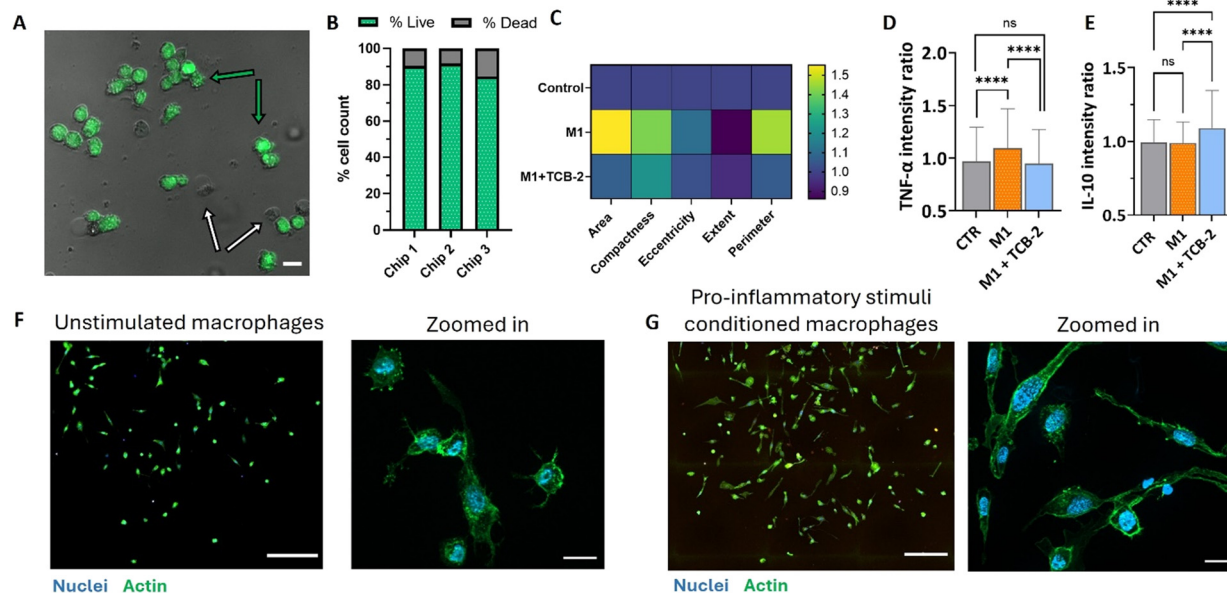 A
B
% Live % Dead
% cell count
100
80
60
40
20
0
Chip 1
Chip 2
Chip 3
C
Control
M1
M1+TCB-2
Area
Compactness
Eccentricity
Extent
Perimeter
1.5
1.4
1.3
1.2
1.1
1.0
0.9
D
TNF-α intensity ratio
2.0
1.5
1.0
0.5
ns
****
****
CTR
M1
M1 + TCB-2
E
IL-10 intensity ratio
1.5
1.0
0.5
****
****
ns
CTR
M1
M1 + TCB-2
F
Unstimulated macrophages
Zoomed in
Nuclei Actin
G
Pro-inflammatory stimuli
conditioned macrophages
Zoomed in
Nuclei Actin